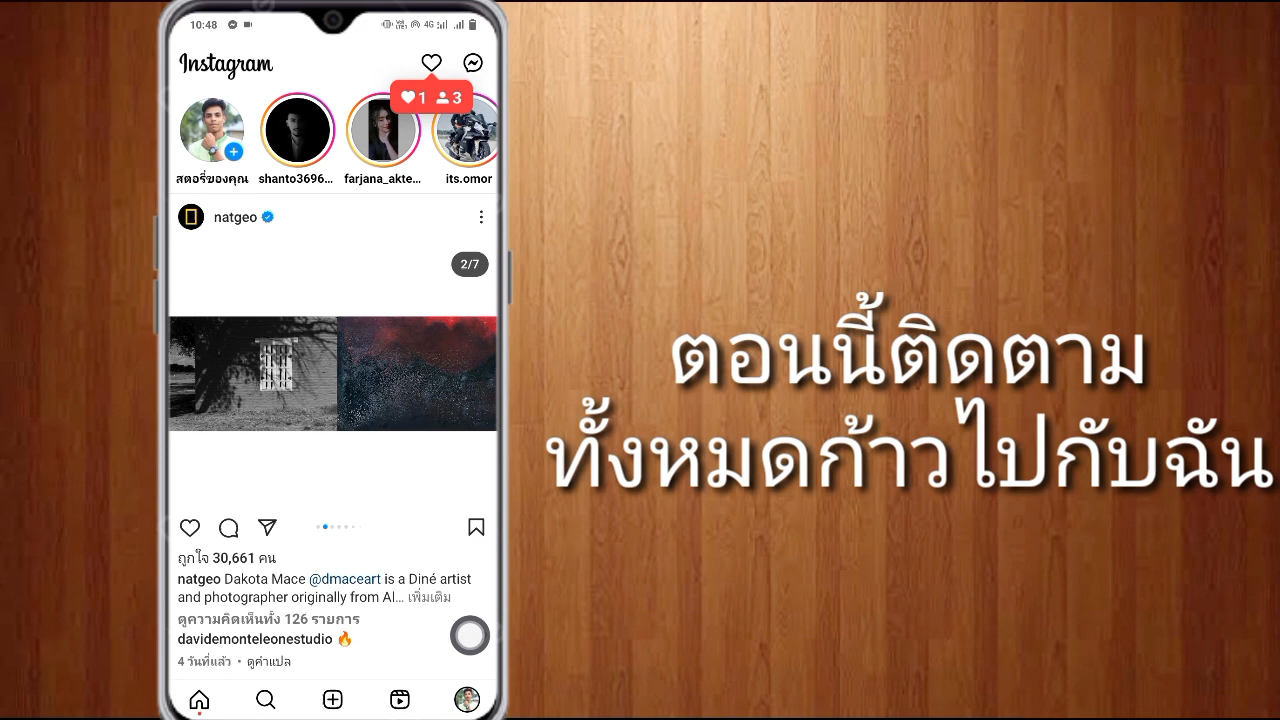 10:48
4G
Instagram
1 3
สตอรี่ของคุณ shanto3696... farjana_akte... its.omor
natgeo
2/7
ถูกใจ 30,661 คน
natgeo Dakota Mace @dmaceart is a Diné artist
and photographer originally from Al... เพิ่มเติม
ดูความคิดเห็นทั้ง 126 รายการ
davidemonteleonestudio 🔥
4 วันที่แล้ว • ดูคำแปล
ตอนนี้ติดตาม
ทั้งหมดก้าวไปกับฉัน